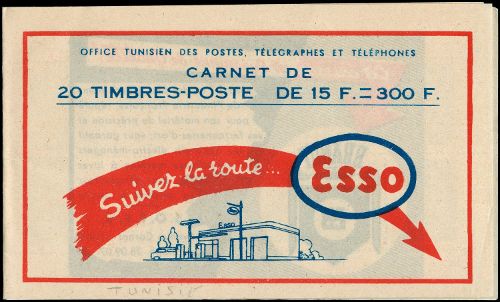 OFFICE TUNISIEN DES POSTES, TÉLÉGRAPHES ET TÉLÉPHONES
CARNET DE
20 TIMBRES-POSTE DE 15 F. = 300 F.
Suivez la route...
Esso
Esso
TUNISIE